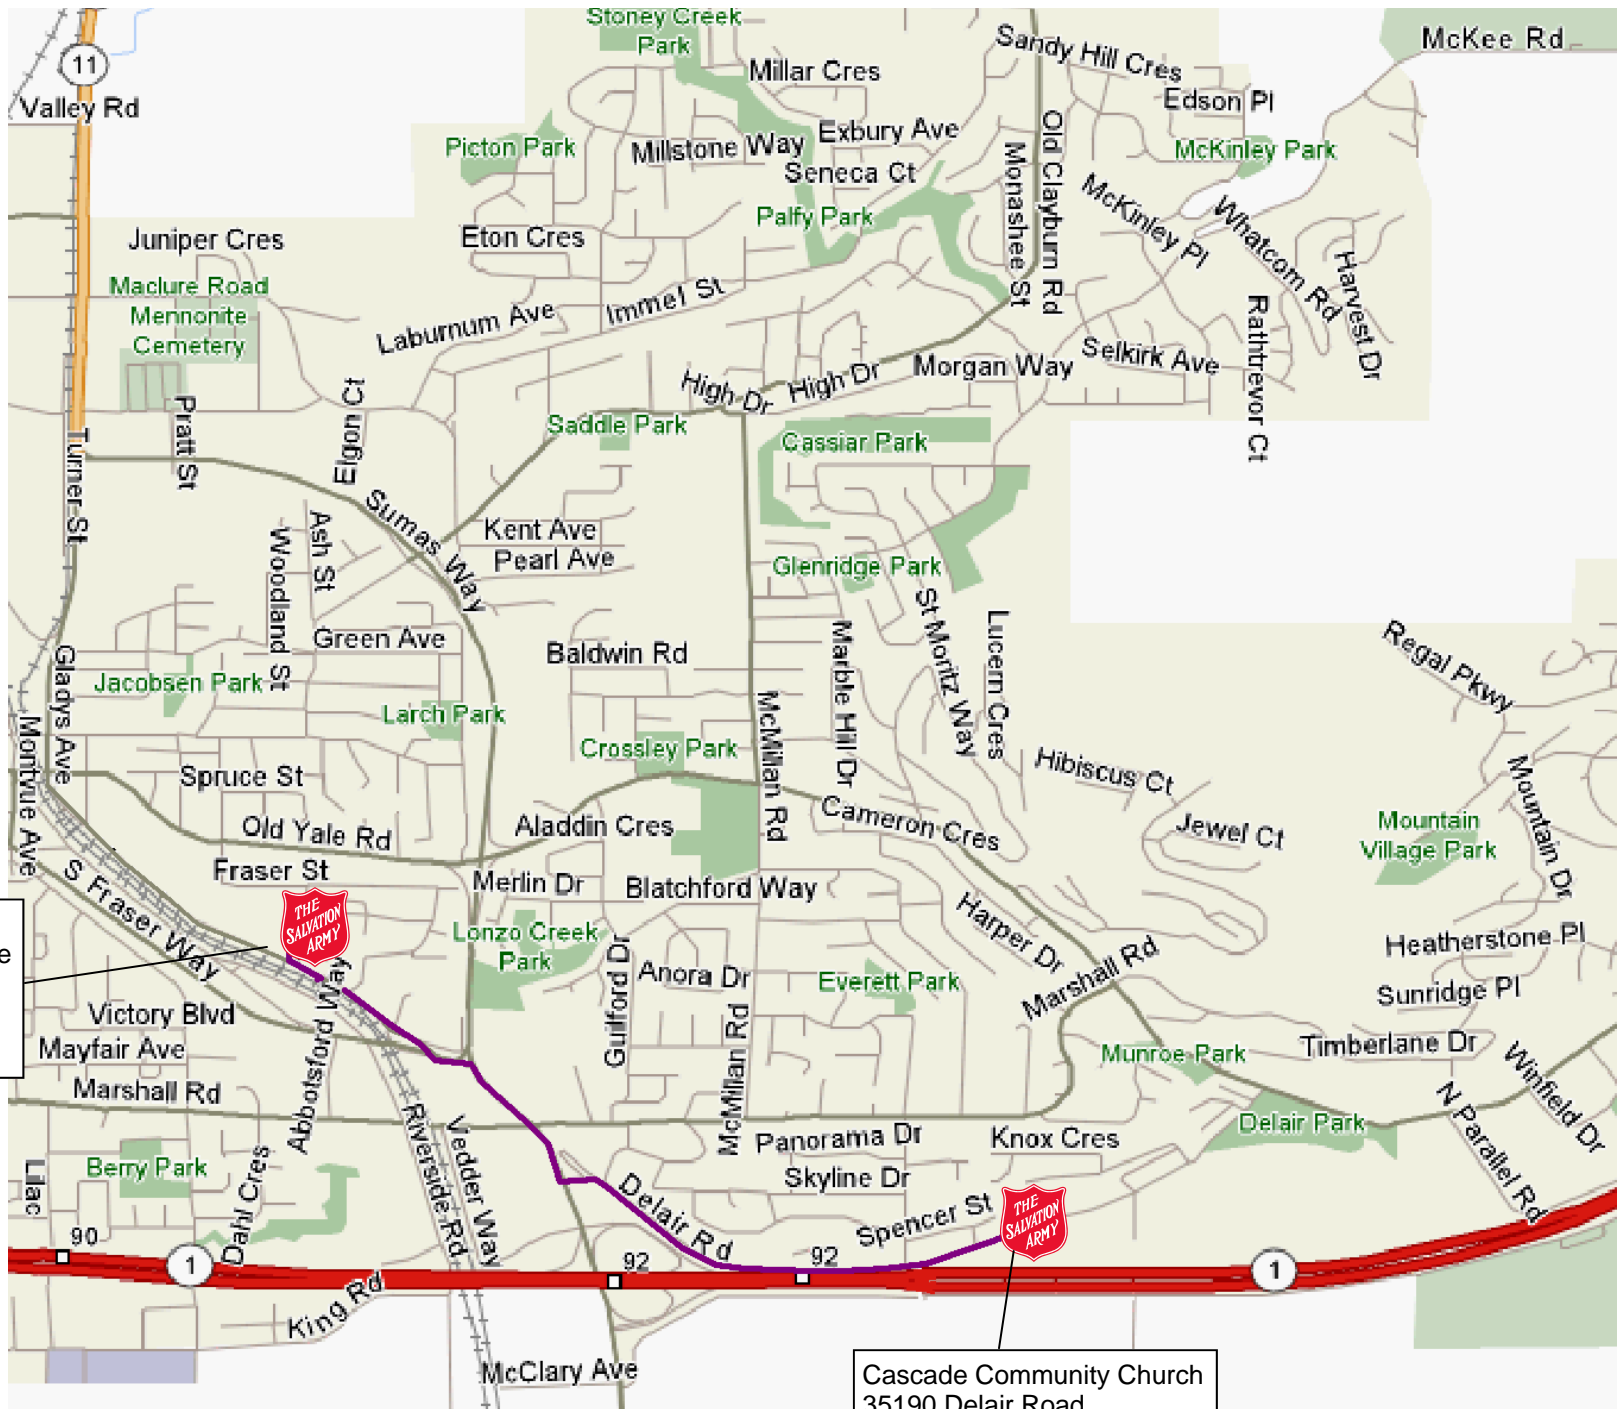 Stoney Creek
Park
Sandy Hill Cres
McKee Rd
11
Millar Cres
Edson Pl
Valley Rd
Picton Park
Millstone Way
Exbury Ave
Old Clayburn Rd
McKinley Park
Seneca Ct
Monashee St
McKinley Pl
Palfy Park
Whatcom Rd
Juniper Cres
Eton Cres
Harvest Dr
Maclure Road
Mennonite
Cemetery
Laburnum Ave
Immel St
Rathtrevor Ct
High Dr
High Dr
Morgan Way
Selkirk Ave
Pratt St
Elgon Ct
Saddle Park
Cassiar Park
Turner St
Sumas Way
Ash St
Woodland St
Kent Ave
Pearl Ave
Glenridge Park
St Moritz Way
Lucern Cres
Green Ave
Baldwin Rd
Marble Hill Dr
Regal Pkwy
Gladys Ave
Jacobsen Park
Larch Park
McMillan Rd
Montvue Ave
Crossley Park
Spruce St
Hibiscus Ct
Mountain Dr
Old Yale Rd
Aladdin Cres
Cameron Cres
Jewel Ct
Mountain
Village Park
Fraser St
Merlin Dr
Blatchford Way
S Fraser Way
THE
SALVATION
ARMY
Harper Dr
Lonzo Creek
Park
Guilford Dr
Marshall Rd
Heatherstone Pl
e
Anora Dr
Everett Park
Sunridge Pl
Victory Blvd
Abbotsford Way
McMillan Rd
Mayfair Ave
Munroe Park
Timberlane Dr
Winfield Dr
Marshall Rd
Riverside Rd
Vedder Way
Panorama Dr
Knox Cres
Delair Park
N Parallel Rd
Berry Park
Lilac
Dahl Cres
Skyline Dr
Delair Rd
Spencer St
THE
SALVATION
ARMY
90
1
92
92
1
King Rd
McClary Ave
Cascade Community Church
35190 Delair Road